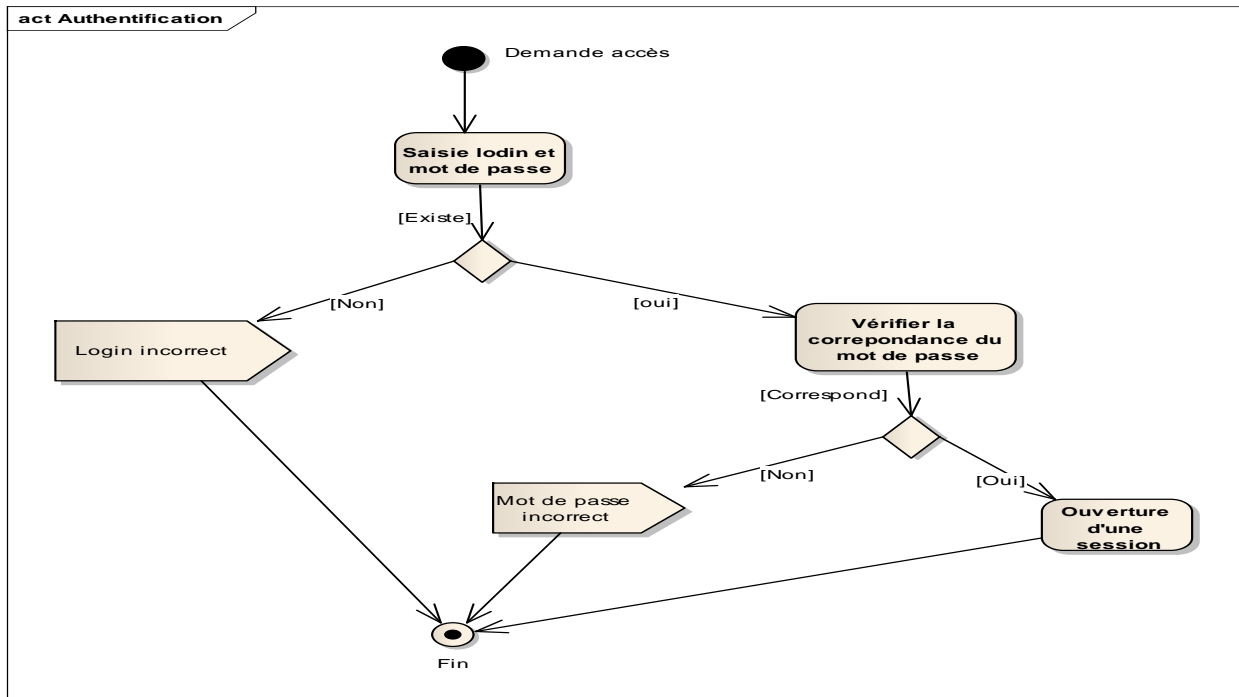 act Authentification
Demande accès
Saisie lodin et
mot de passe
[Existe]
[Non]
[oui]
Login incorrect
Vérifier la
correpondance du
mot de passe
[Correspond]
[Non]
[Oui]
Mot de passe
incorrect
Ouverture
d'une
session
Fin